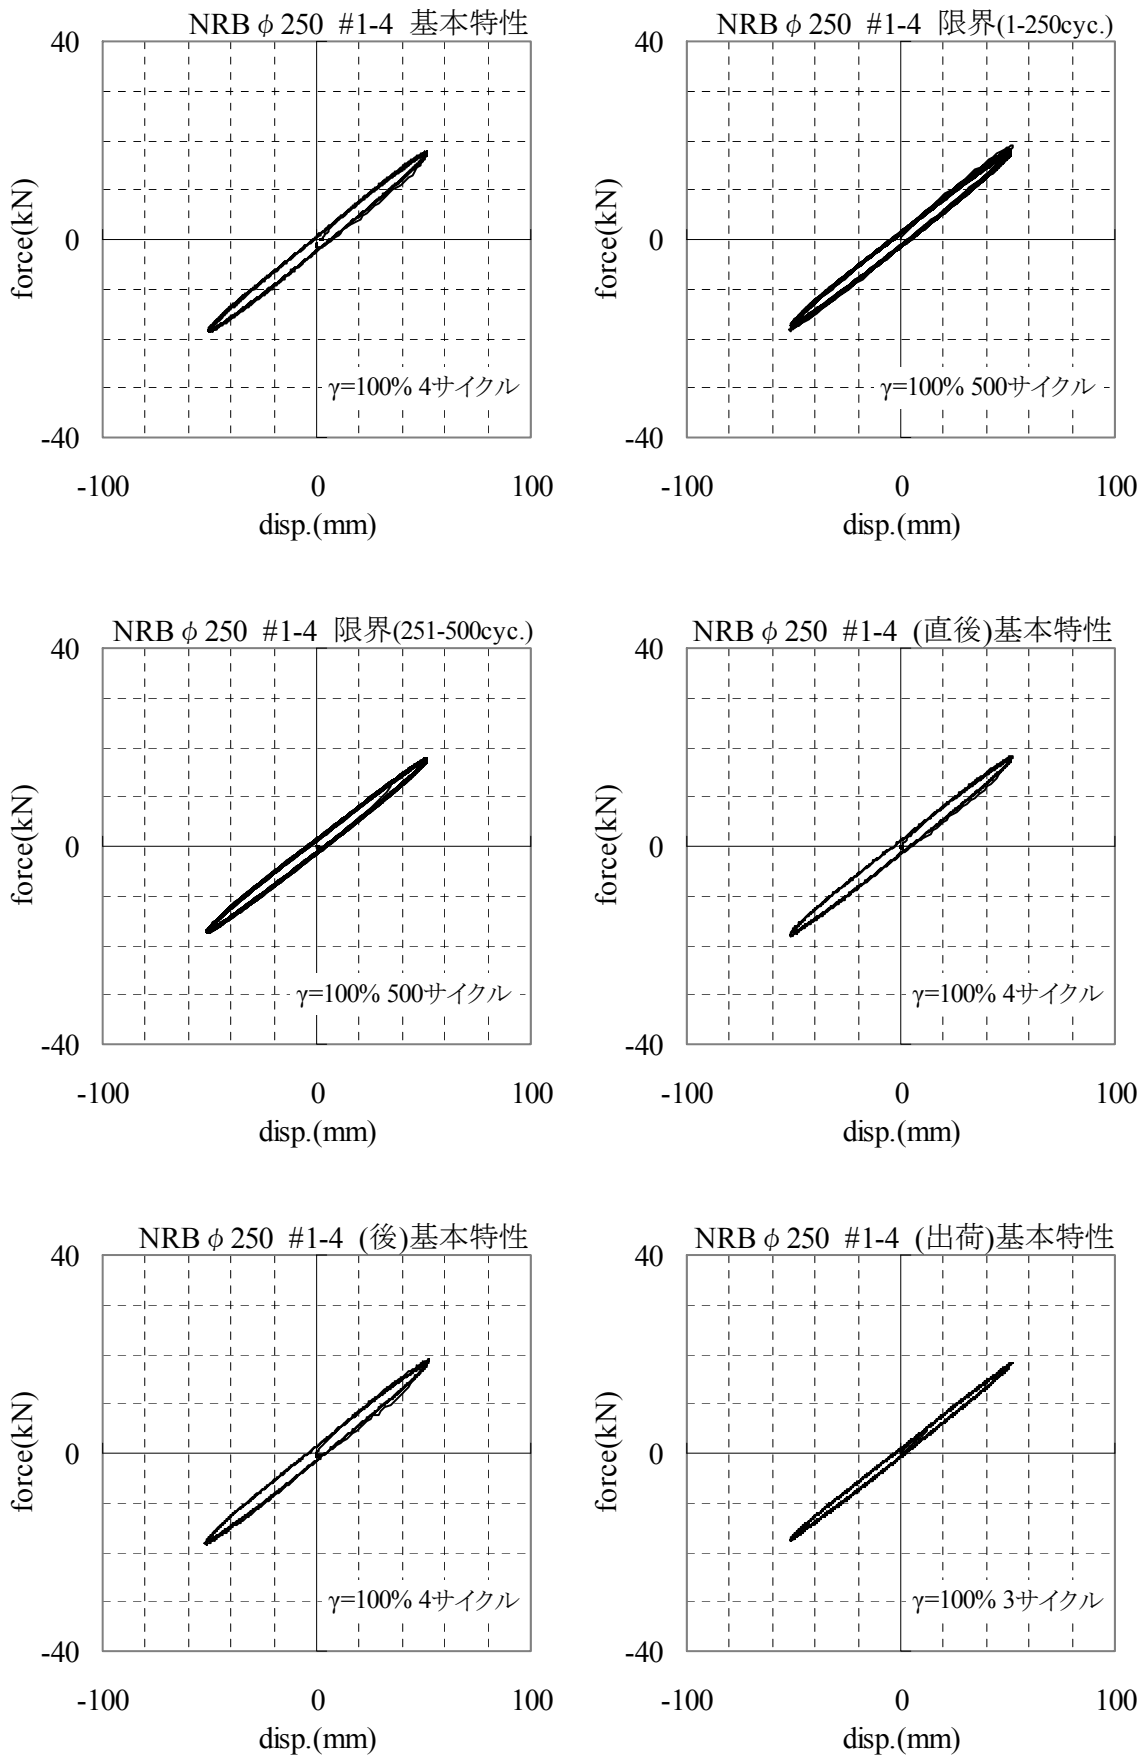 NRB φ 250 #1-4 基本特性
40
0
-40
force(kN)
γ=100% 4サイクル
-100 0 100
disp.(mm)
NRB φ 250 #1-4 限界(1-250cyc.)
40
0
-40
force(kN)
γ=100% 500サイクル
-100 0 100
disp.(mm)
NRB φ 250 #1-4 限界(251-500cyc.)
40
0
-40
force(kN)
γ=100% 500サイクル
-100 0 100
disp.(mm)
NRB φ 250 #1-4 (直後)基本特性
40
0
-40
force(kN)
γ=100% 4サイクル
-100 0 100
disp.(mm)
NRB φ 250 #1-4 (後)基本特性
40
0
-40
force(kN)
γ=100% 4サイクル
-100 0 100
disp.(mm)
NRB φ 250 #1-4 (出荷)基本特性
40
0
-40
force(kN)
γ=100% 3サイクル
-100 0 100
disp.(mm)